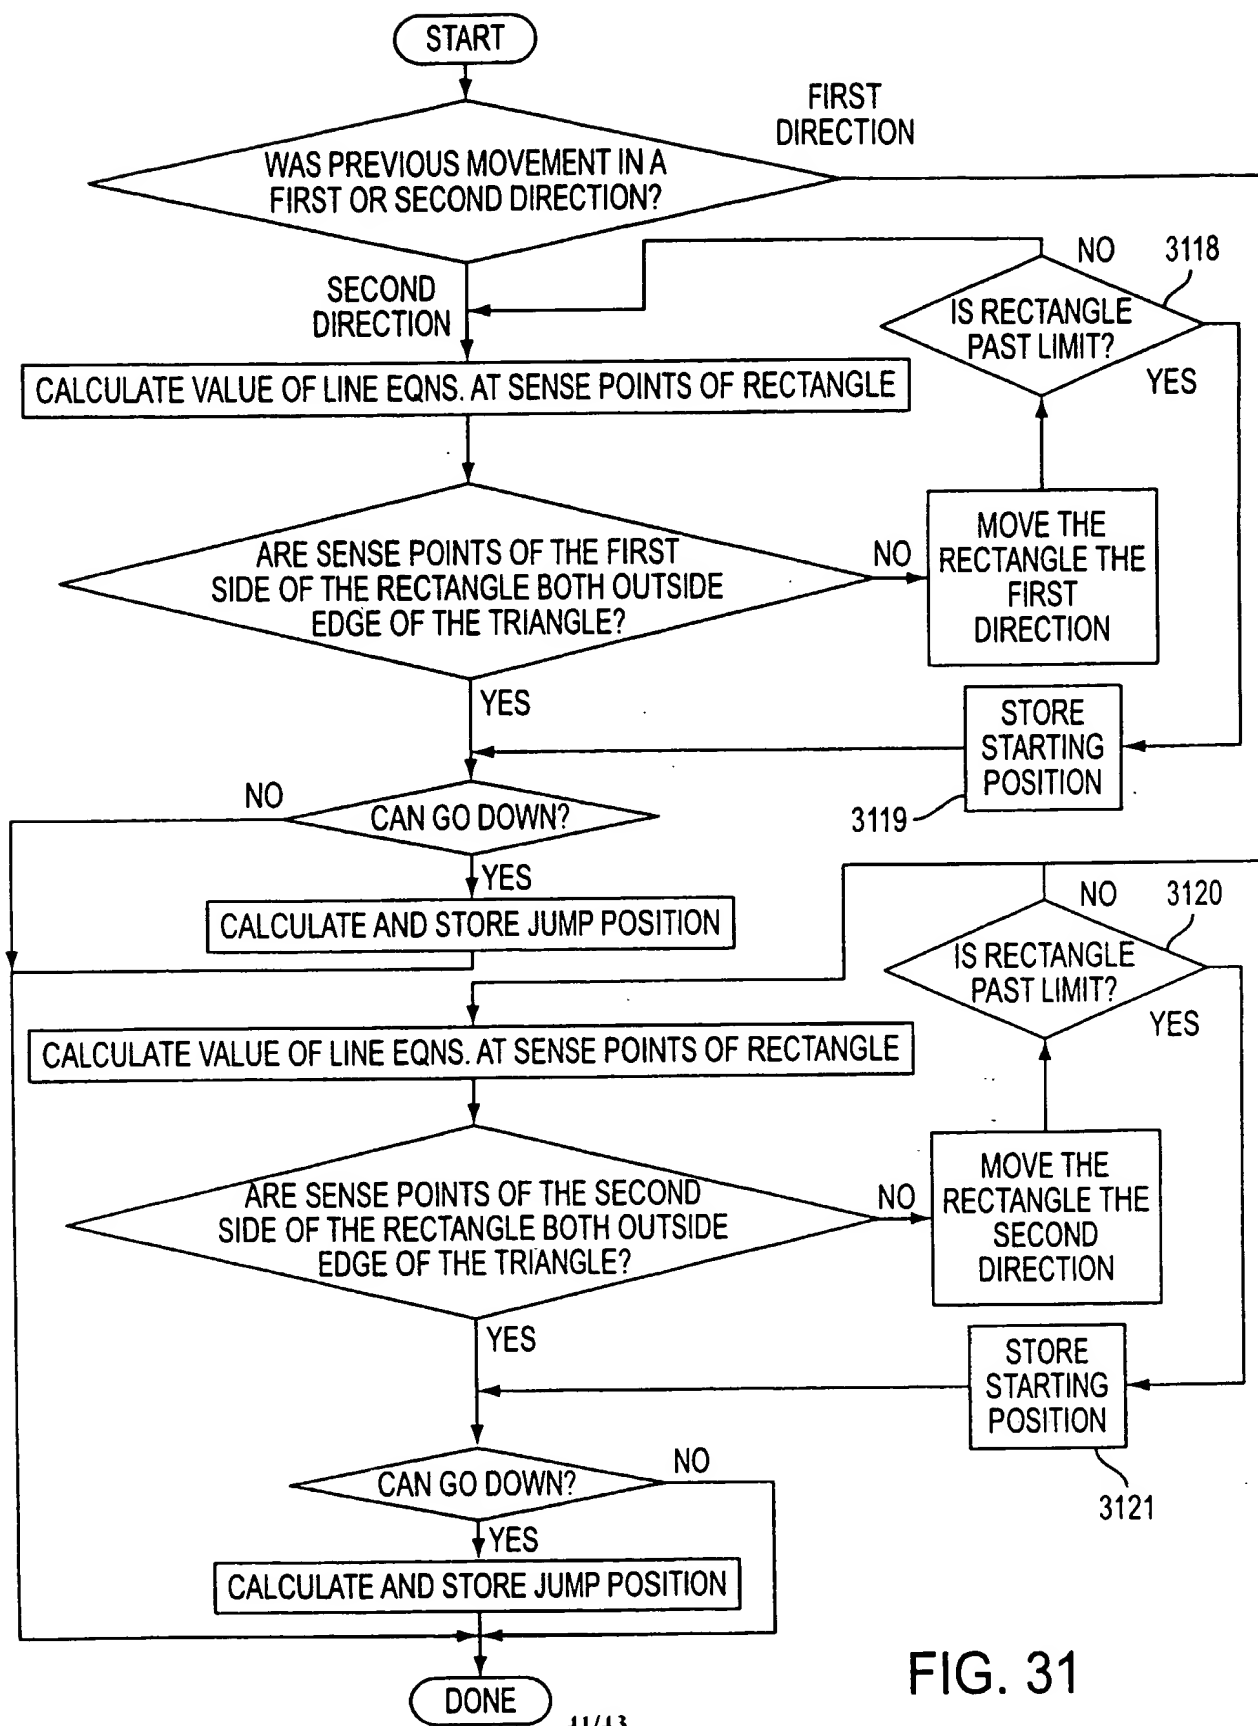 START
FIRST
DIRECTION
WAS PREVIOUS MOVEMENT IN A
FIRST OR SECOND DIRECTION?
NO
3118
SECOND
DIRECTION
IS RECTANGLE
PAST LIMIT?
YES
CALCULATE VALUE OF LINE EQNS. AT SENSE POINTS OF RECTANGLE
ARE SENSE POINTS OF THE FIRST
SIDE OF THE RECTANGLE BOTH OUTSIDE
EDGE OF THE TRIANGLE?
NO
MOVE THE
RECTANGLE THE
FIRST
DIRECTION
YES
STORE
STARTING
POSITION
3119
NO
CAN GO DOWN?
YES
CALCULATE AND STORE JUMP POSITION
NO
3120
IS RECTANGLE
PAST LIMIT?
YES
CALCULATE VALUE OF LINE EQNS. AT SENSE POINTS OF RECTANGLE
ARE SENSE POINTS OF THE SECOND
SIDE OF THE RECTANGLE BOTH OUTSIDE
EDGE OF THE TRIANGLE?
NO
MOVE THE
RECTANGLE THE
SECOND
DIRECTION
YES
STORE
STARTING
POSITION
3121
CAN GO DOWN?
NO
YES
CALCULATE AND STORE JUMP POSITION
DONE
FIG. 31
11/13